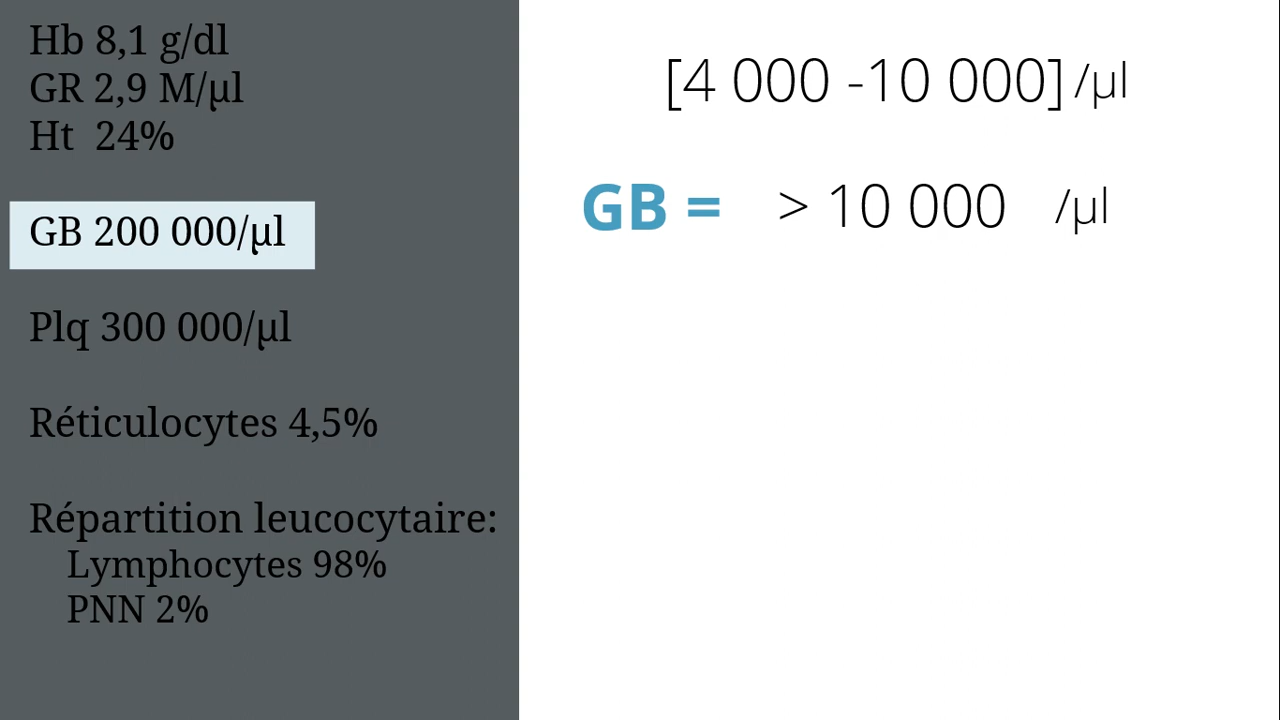 Hb 8,1 g/dl
GR 2,9 M/µl
Ht 24%
GB 200 000/µl
Plq 300 000/µl
Réticulocytes 4,5%
Répartition leucocytaire:
Lymphocytes 98%
PNN 2%
[4 000 -10 000] /µl
GB = > 10 000 /µl